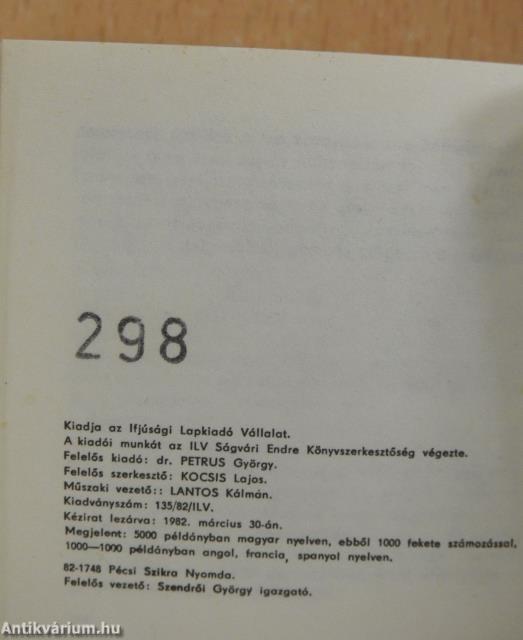 298
Kiadja az Ifjúsági Lapkiadó Vállalat.
A kiadói munkát az ILV Ságvári Endre Könyvszerkesztőség végezte.
Felelős kiadó: dr. PETRUS György.
Felelős szerkesztő: KOCSIS Lajos.
Műszaki vezető:: LANTOS Kálmán.
Kiadványszám: 135/82/ILV.
Kézirat lezárva: 1982. március 30-án.
Megjelent: 5000 példányban magyar nyelven, ebből 1000 fekete számozással,
1000—1000 példányban angol, francia, spanyol nyelven.
82-1748 Pécsi Szikra Nyomda.
Felelős vezető: Szendrői György igazgató.
Antikvárium.hu